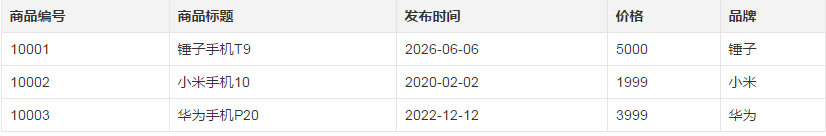 商品编号 商品标题 发布时间 价格 品牌
10001 锤子手机T9 2026-06-06 5000 锤子
10002 小米手机10 2020-02-02 1999 小米
10003 华为手机P20 2022-12-12 3999 华为